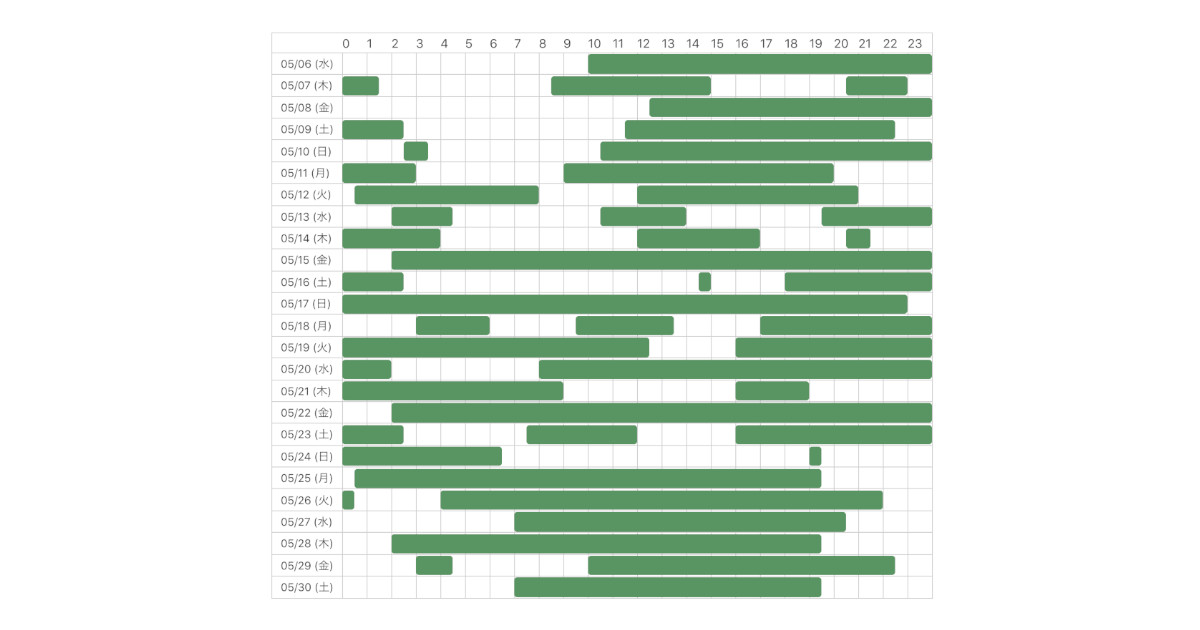 0 1 2 3 4 5 6 7 8 9 10 11 12 13 14 15 16 17 18 19 20 21 22 23
05/06 (水)
05/07 (木)
05/08 (金)
05/09 (土)
05/10 (日)
05/11 (月)
05/12 (火)
05/13 (水)
05/14 (木)
05/15 (金)
05/16 (土)
05/17 (日)
05/18 (月)
05/19 (火)
05/20 (水)
05/21 (木)
05/22 (金)
05/23 (土)
05/24 (日)
05/25 (月)
05/26 (火)
05/27 (水)
05/28 (木)
05/29 (金)
05/30 (土)